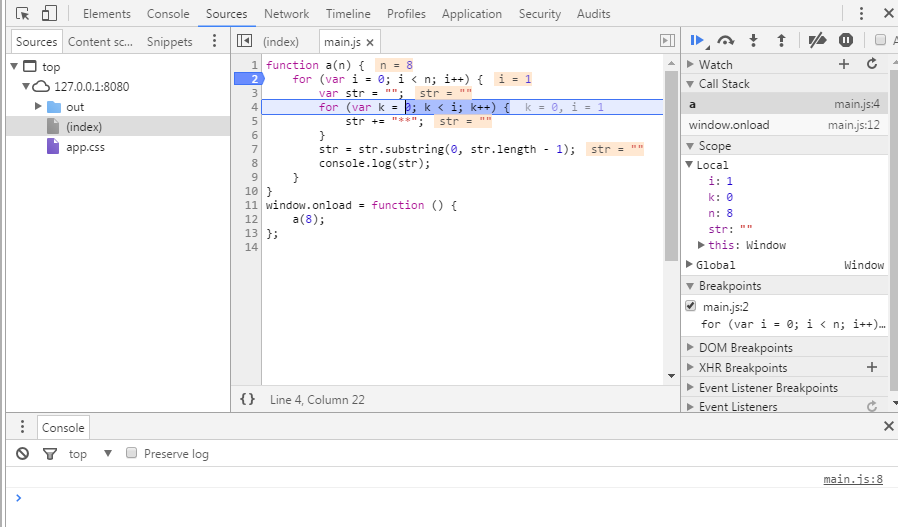 Elements Console Sources Network Timeline Profiles Application Security Audits
Sources Content sc... Snippets
top
127.0.0.1:8080
out
(index)
app.css
(index) main.js
1 function a(n) { n = 8
2 for (var i = 0; i < n; i++) { i = 1
3 var str = ""; str = ""
4 for (var k = 0; k < i; k++) { k = 0, i = 1
5 str += "**"; str = ""
6 }
7 str = str.substring(0, str.length - 1); str = ""
8 console.log(str);
9 }
10 }
11 window.onload = function () {
12 a(8);
13 };
14
{} Line 4, Column 22
Watch
Call Stack
a main.js:4
window.onload main.js:12
Scope
Local
i: 1
k: 0
n: 8
str: ""
this: Window
Global Window
Breakpoints
main.js:2
for (var i = 0; i < n; i++)…
DOM Breakpoints
XHR Breakpoints
Event Listener Breakpoints
Event Listeners
Console
top Preserve log
main.js:8